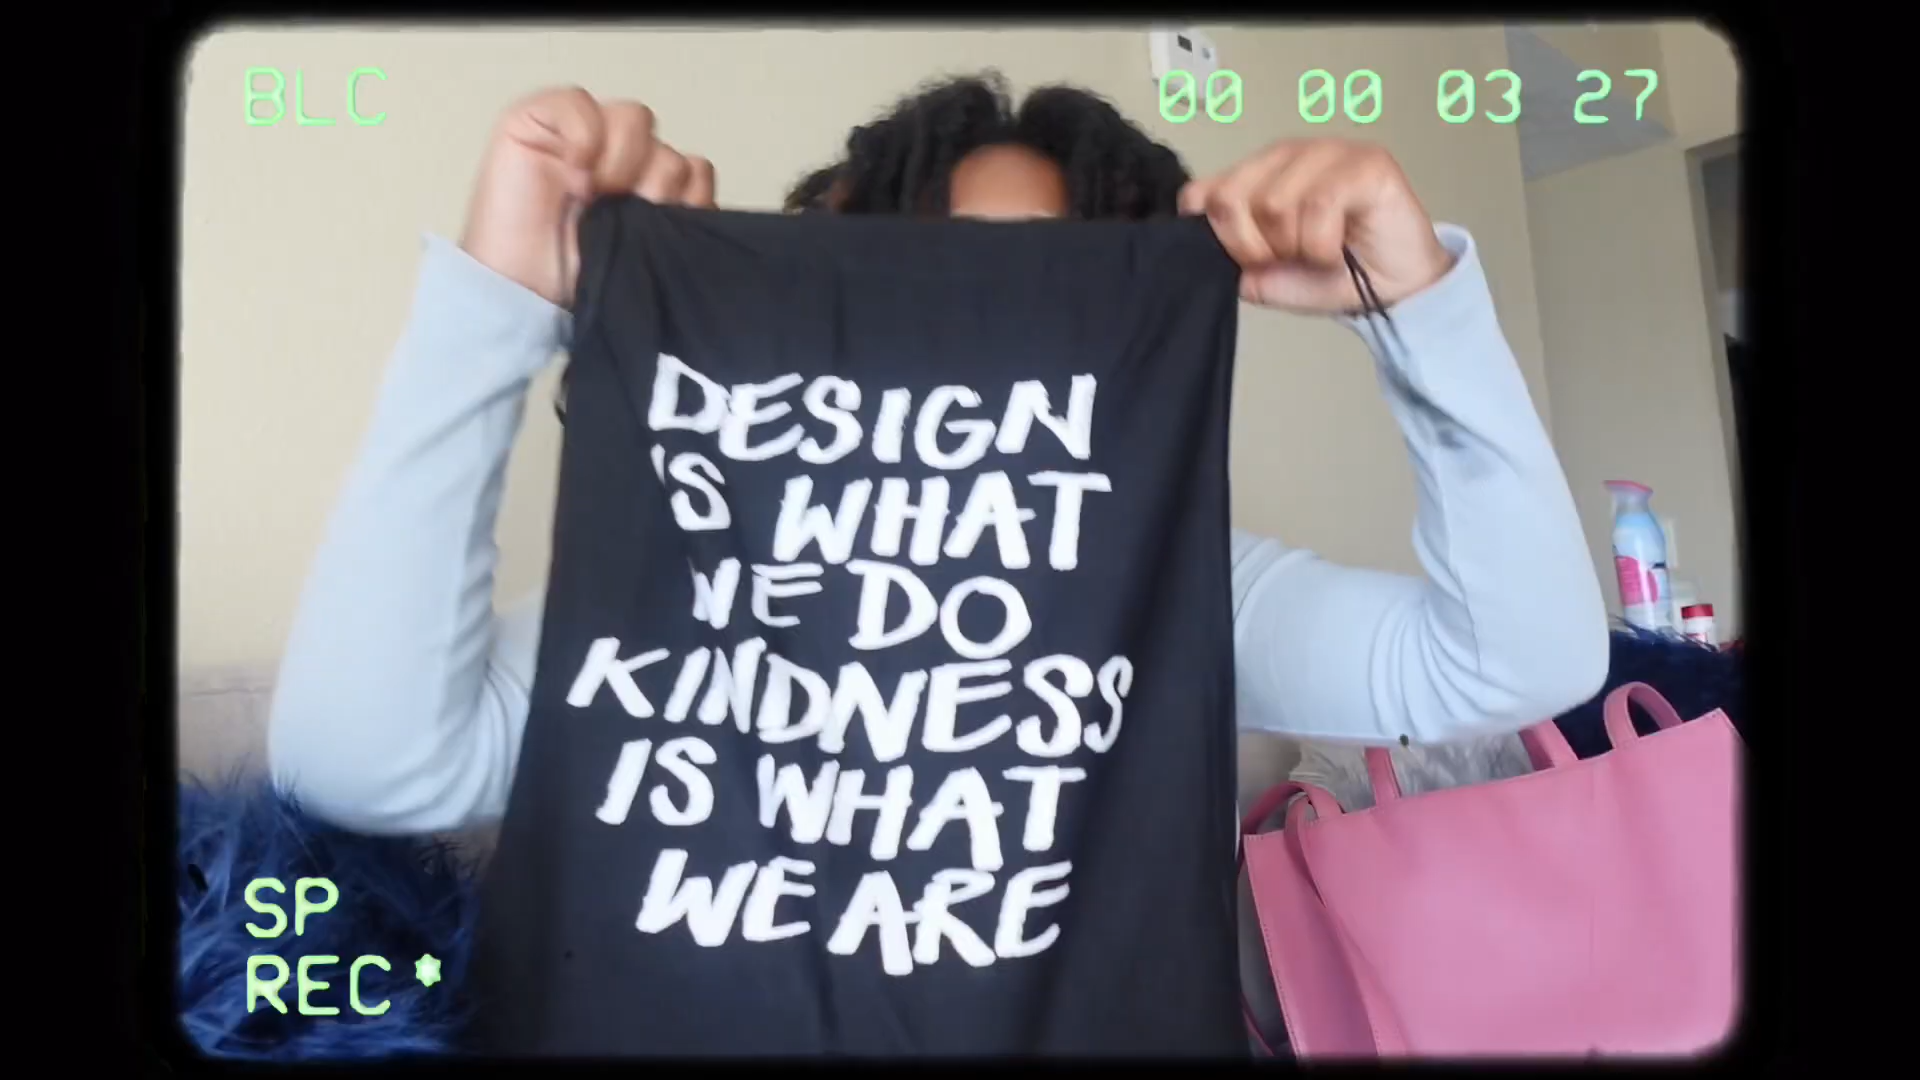 BLC
00 00 03 27
DESIGN
IS WHAT
WE DO
KINDNESS
IS WHAT
WE ARE
SP
REC*